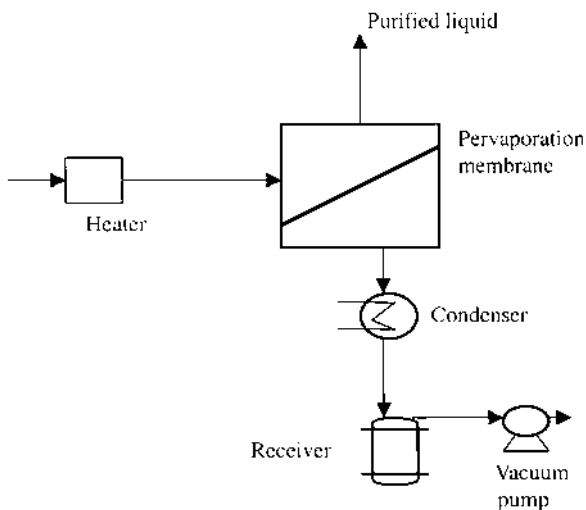 Purified liquid
Pervaporation
membrane
Heater
Condenser
Receiver
Vacuum
pump